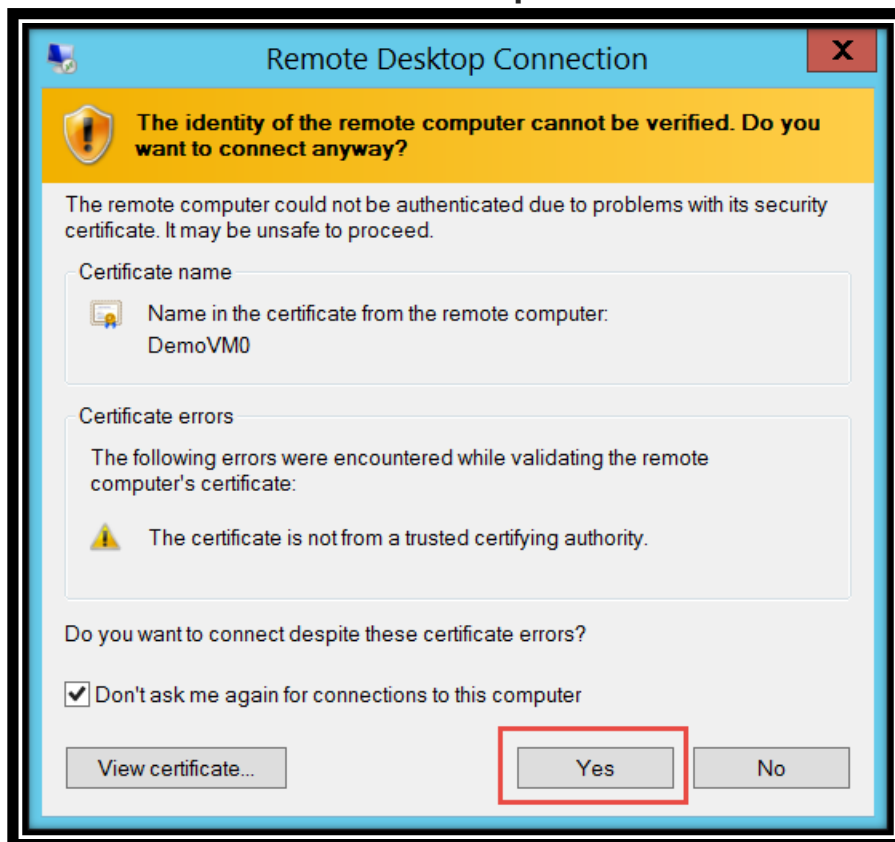 Remote Desktop Connection
X
The identity of the remote computer cannot be verified. Do you
want to connect anyway?
The remote computer could not be authenticated due to problems with its security
certificate. It may be unsafe to proceed.
Certificate name
Name in the certificate from the remote computer:
DemoVM0
Certificate errors
The following errors were encountered while validating the remote
computer's certificate:
The certificate is not from a trusted certifying authority.
Do you want to connect despite these certificate errors?
Don't ask me again for connections to this computer
View certificate...
Yes
No